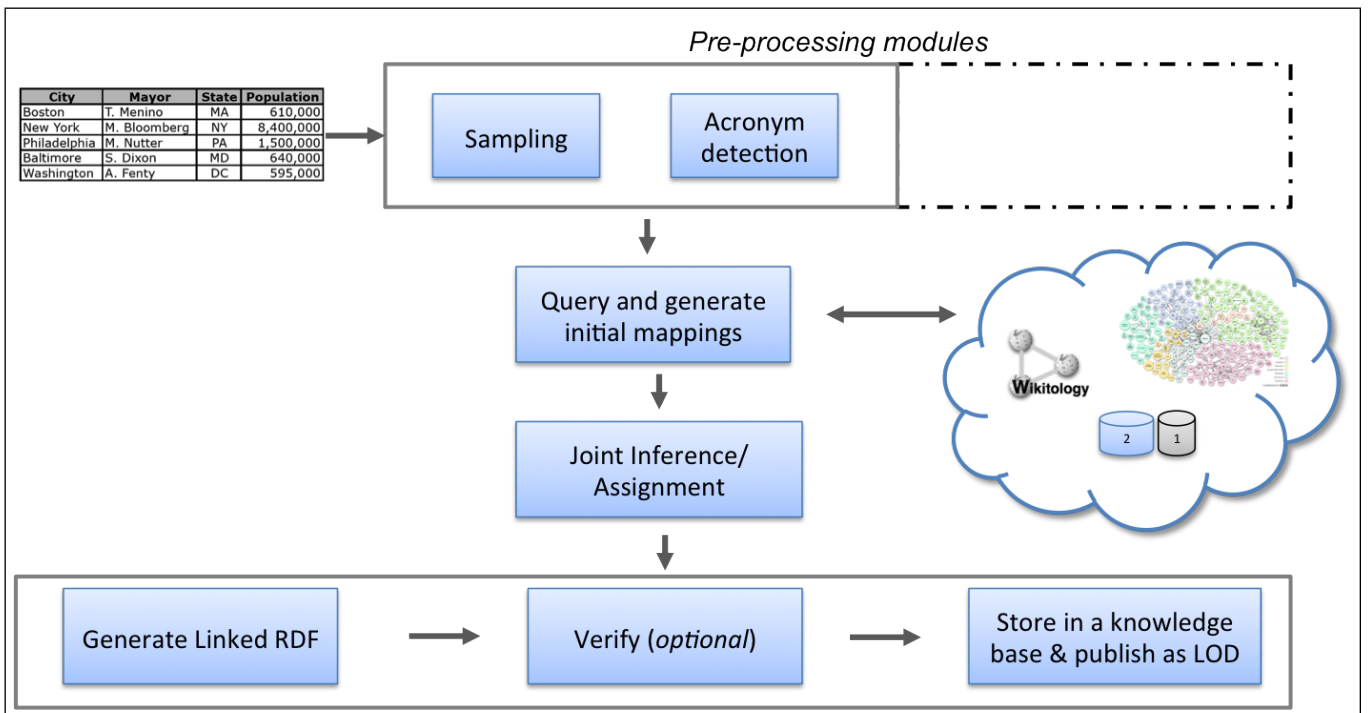 Pre-processing modules
City Mayor State Population
Boston T. Menino MA 610,000
New York M. Bloomberg NY 8,400,000
Philadelphia M. Nutter PA 1,500,000
Baltimore S. Dixon MD 640,000
Washington A. Fenty DC 595,000
Sampling
Acronym
detection
Query and generate
initial mappings
Wikitology
2
1
Joint Inference/
Assignment
Generate Linked RDF
Verify (optional)
Store in a knowledge
base & publish as LOD